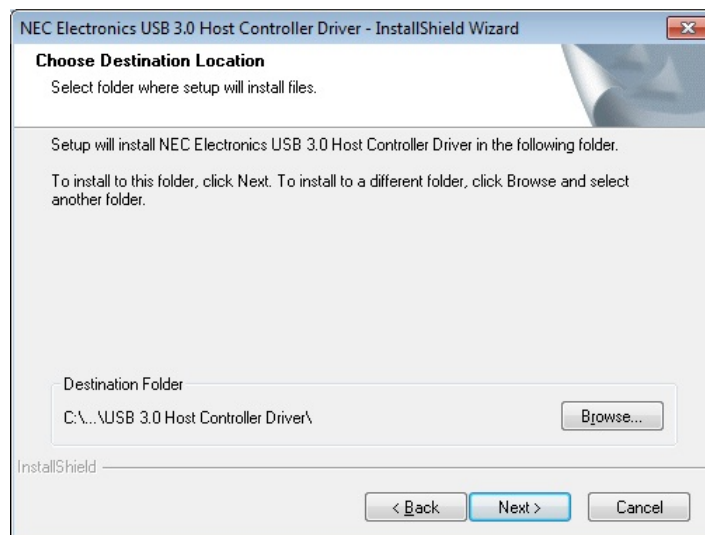 NEC Electronics USB 3.0 Host Controller Driver - InstallShield Wizard
Choose Destination Location
Select folder where setup will install files.
Setup will install NEC Electronics USB 3.0 Host Controller Driver in the following folder.
To install to this folder, click Next. To install to a different folder, click Browse and select
another folder.
Destination Folder
C:\...\USB 3.0 Host Controller Driver\
Browse...
InstallShield
< Back
Next >
Cancel